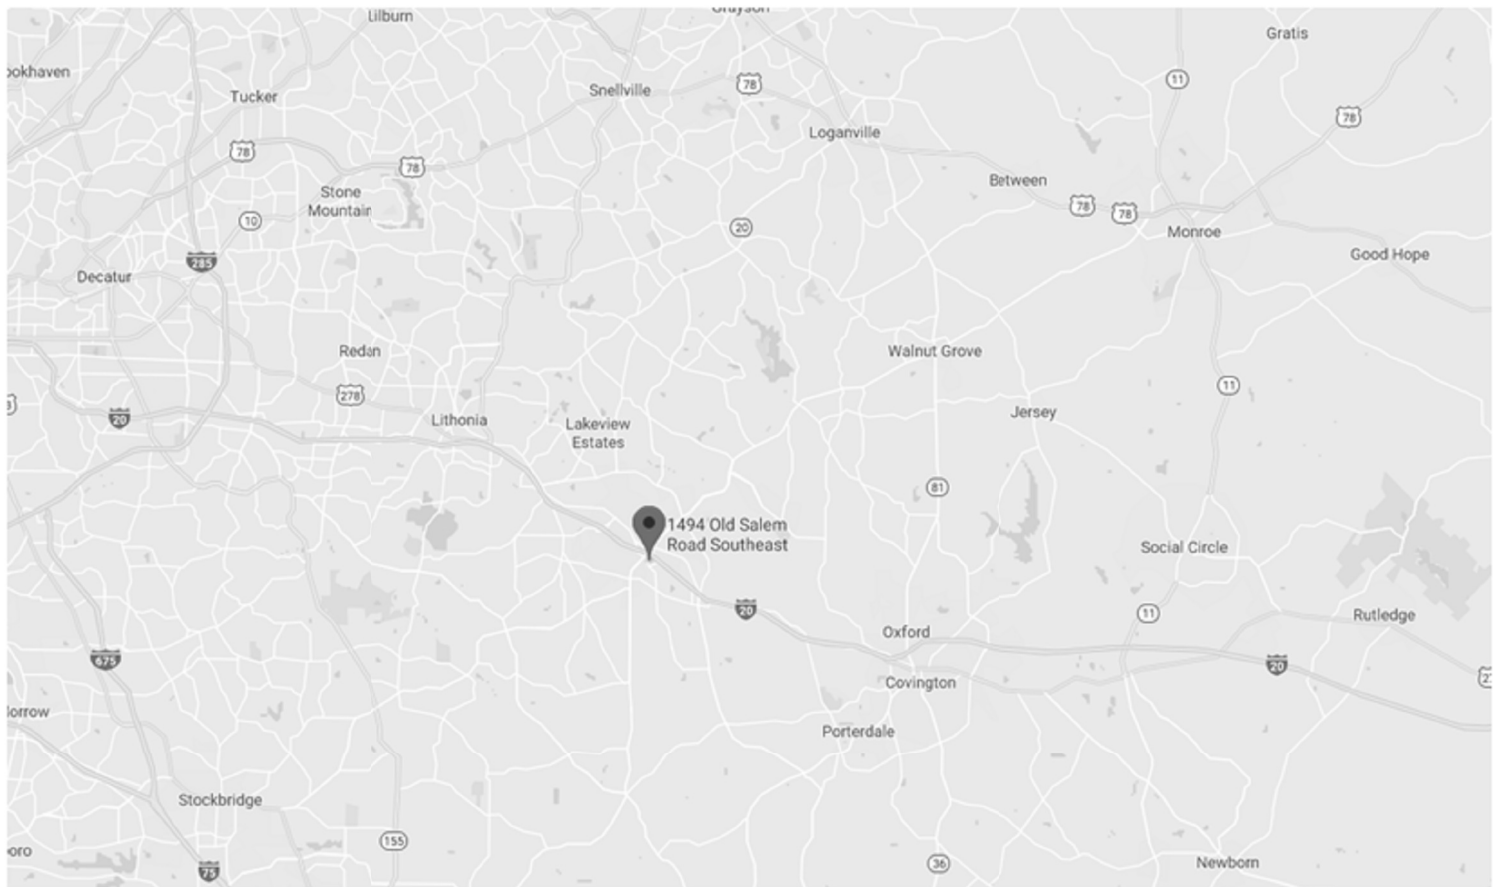 Grayson
Lilburn
Gratis
ookhaven
11
Snellville
78
Tucker
78
Loganville
78
78
Between
Stone
Mountain
78
78
10
20
Monroe
Good Hope
285
Decatur
Redan
Walnut Grove
11
278
20
Jersey
Lithonia
Lakeview
Estates
81
1494 Old Salem
Road Southeast
Social Circle
20
11
Rutledge
Oxford
675
20
Covington
orrow
Porterdale
Stockbridge
155
oro
36
Newborn
75